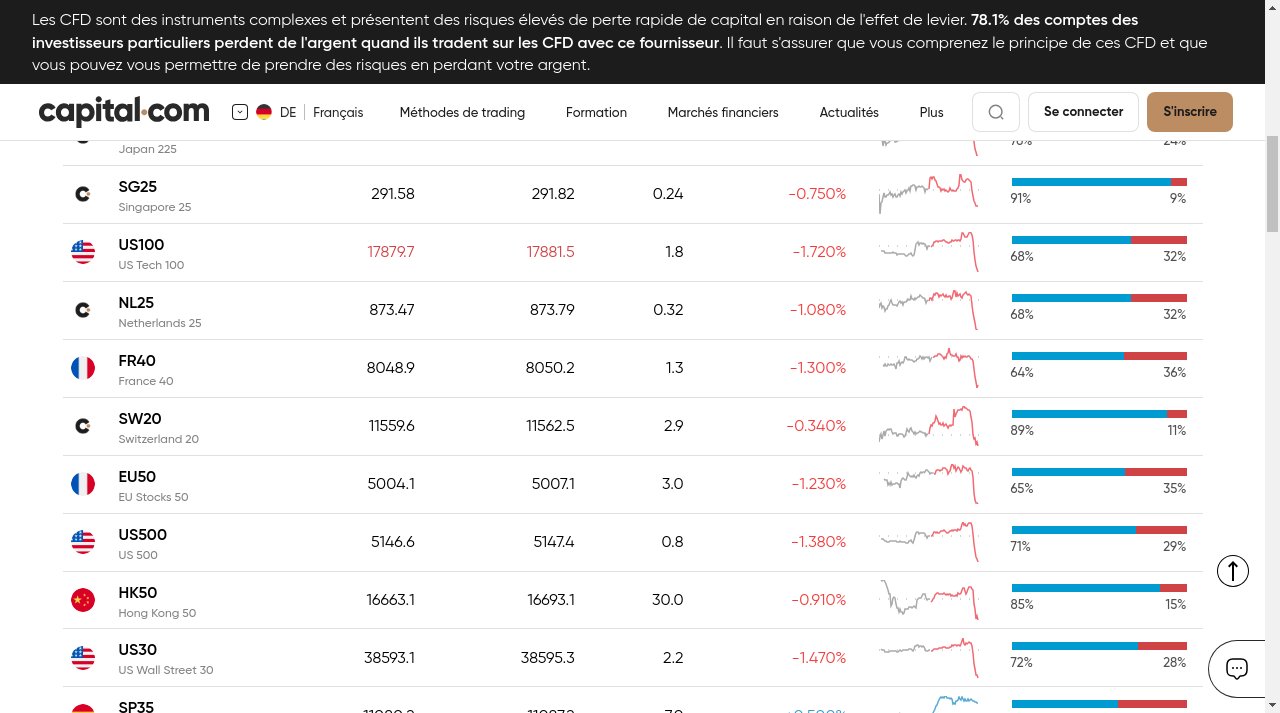 Les CFD sont des instruments complexes et présentent des risques élevés de perte rapide de capital en raison de l'effet de levier. 78.1% des comptes des
investisseurs particuliers perdent de l'argent quand ils tradent sur les CFD avec ce fournisseur. Il faut s'assurer que vous comprenez le principe de ces CFD et que
vous pouvez vous permettre de prendre des risques en perdant votre argent.
capital.com DE Français Méthodes de trading Formation Marchés financiers Actualités Plus Se connecter S'inscrire
Japan 225
SG25 291.58 291.82 0.24 -0.750%
Singapore 25 91% 9%
US100 17879.7 17881.5 1.8 -1.720%
US Tech 100 68% 32%
NL25 873.47 873.79 0.32 -1.080%
Netherlands 25 68% 32%
FR40 8048.9 8050.2 1.3 -1.300%
France 40 64% 36%
SW20 11559.6 11562.5 2.9 -0.340%
Switzerland 20 89% 11%
EU50 5004.1 5007.1 3.0 -1.230%
EU Stocks 50 65% 35%
US500 5146.6 5147.4 0.8 -1.380%
US 500 71% 29%
HK50 16663.1 16693.1 30.0 -0.910%
Hong Kong 50 85% 15%
US30 38593.1 38595.3 2.2 -1.470%
US Wall Street 30 72% 28%
SP35